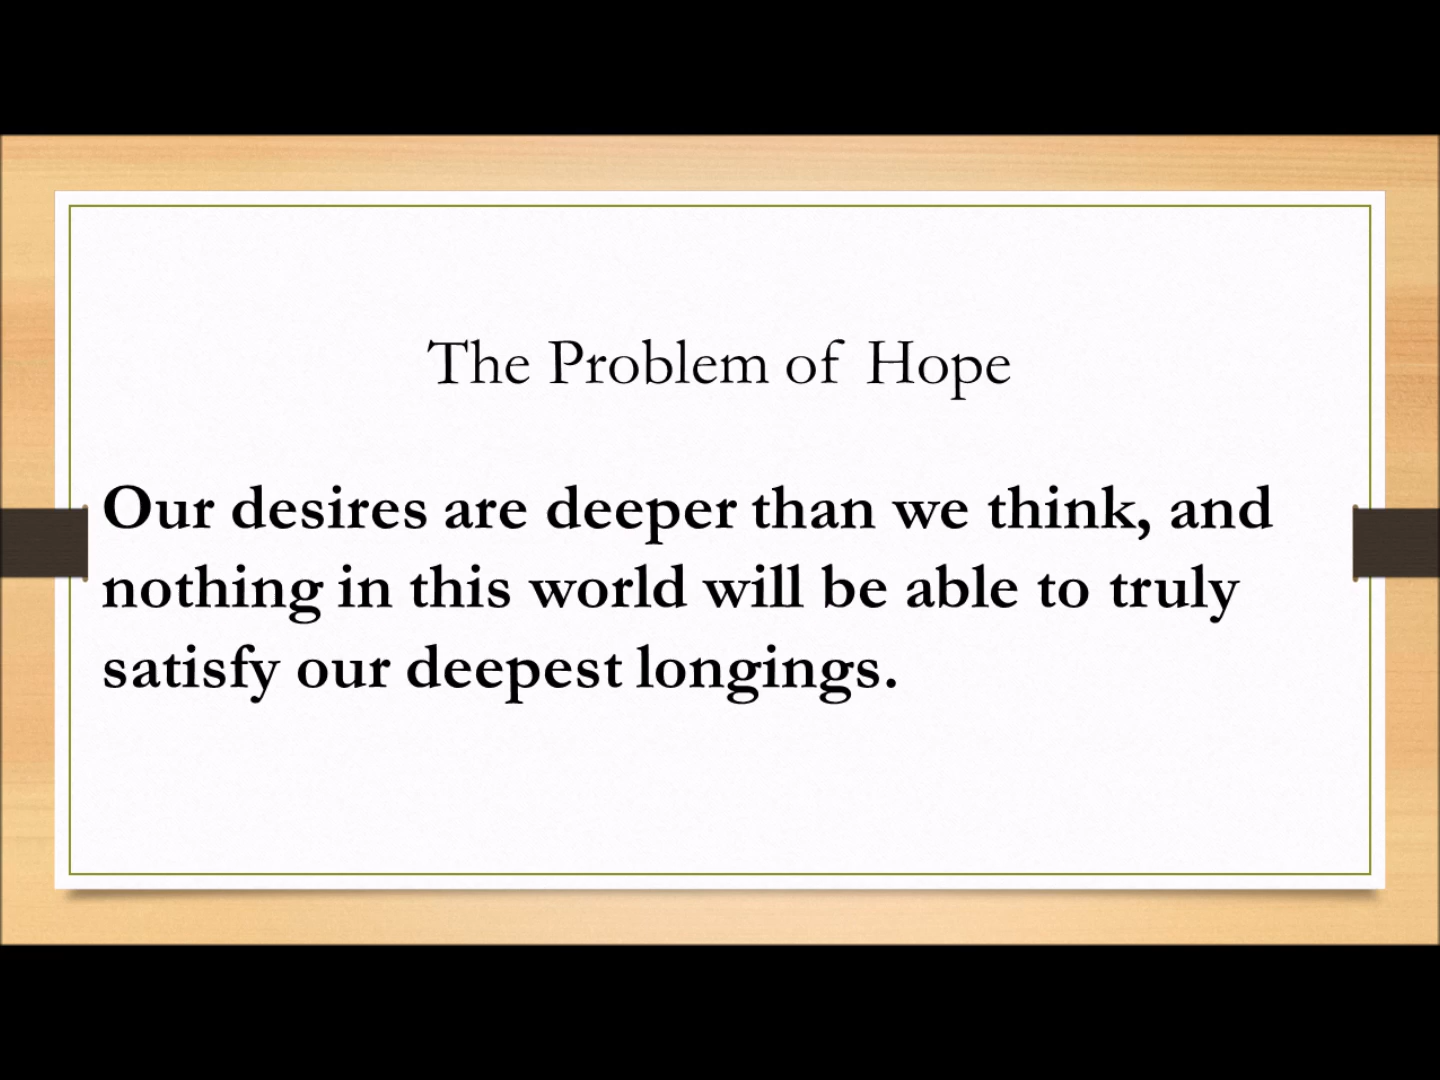 The Problem of Hope
Our desires are deeper than we think, and
nothing in this world will be able to truly
satisfy our deepest longings.